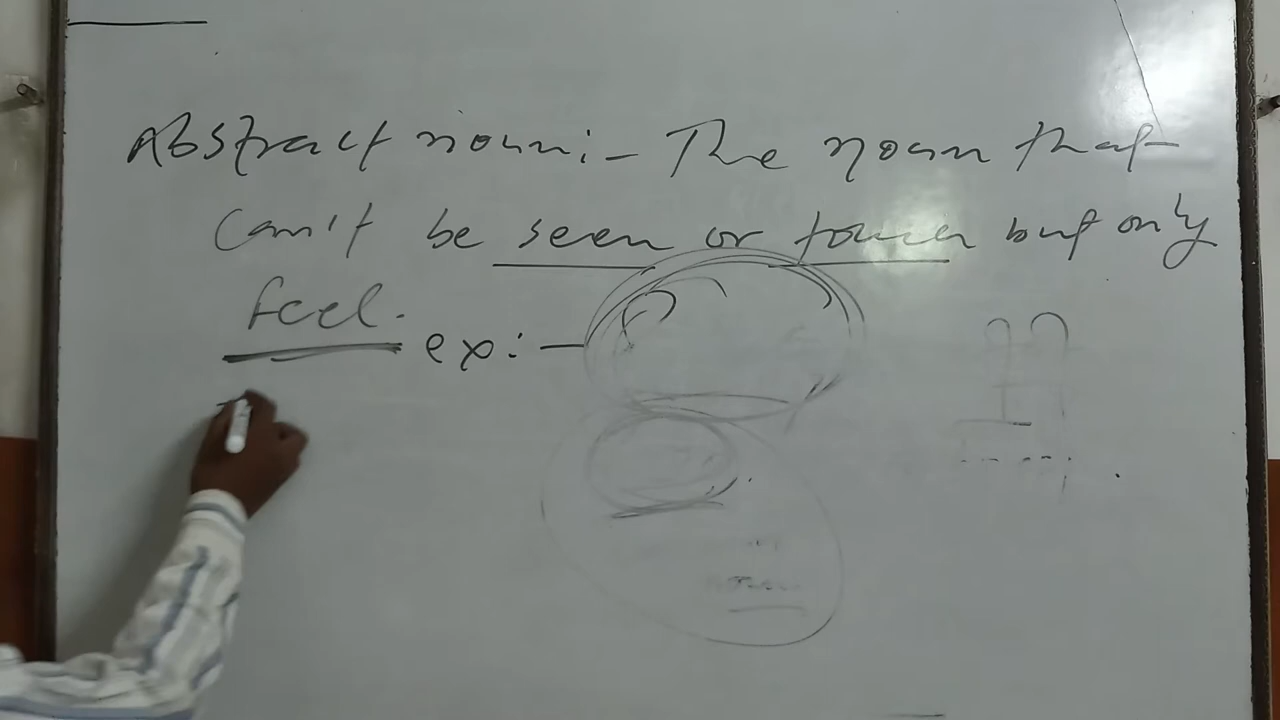 Abstract noun:- The noun that
can't be seen or touch but only
feel.
ex:-